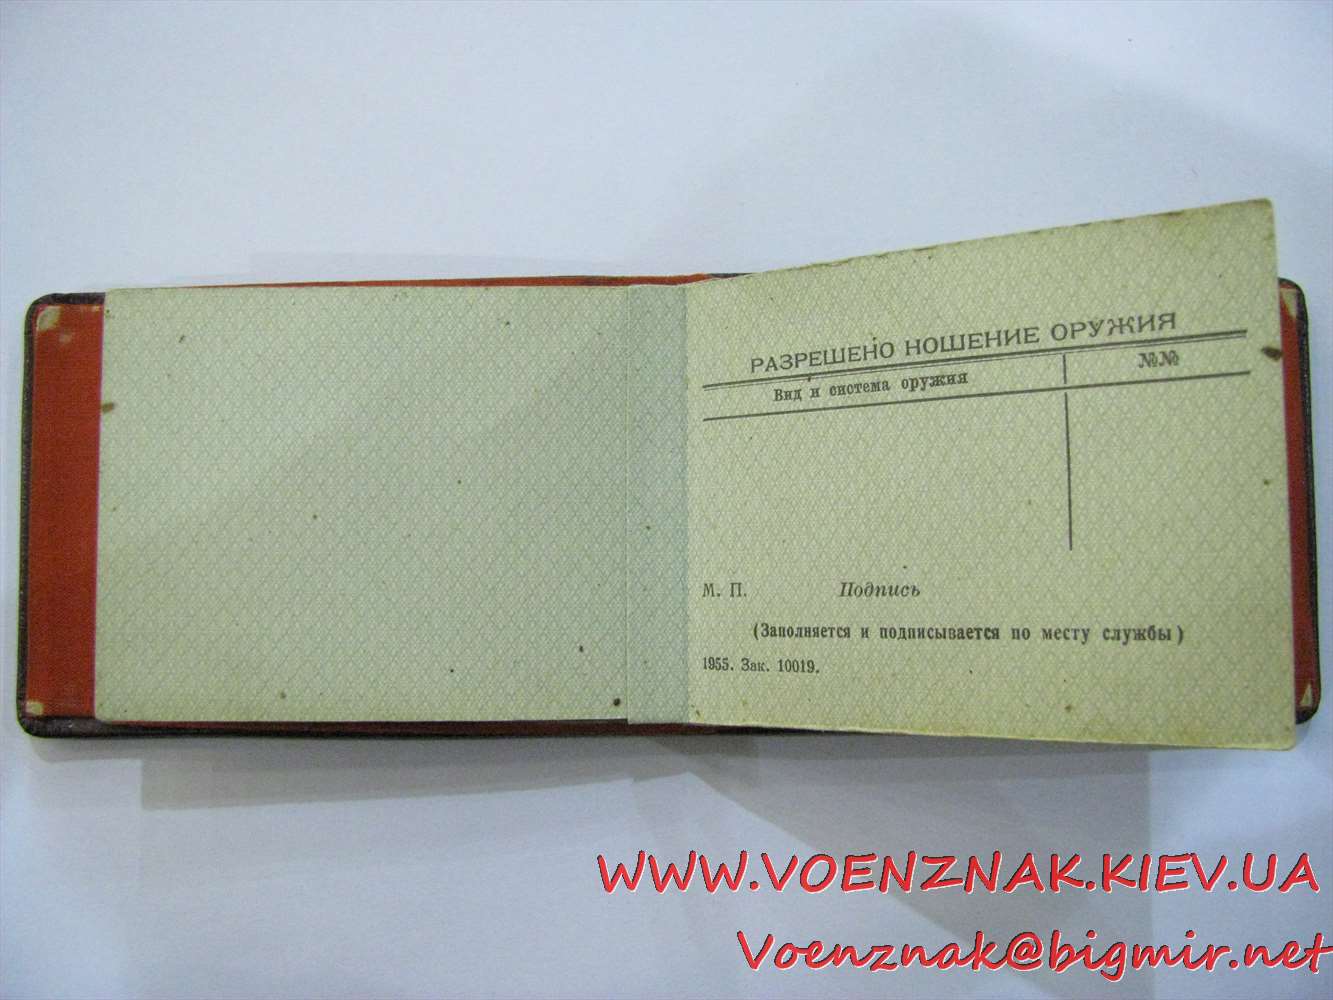 РАЗРЕШЕНО НОШЕНИЕ ОРУЖИЯ
Вид и система оружия №№
М. П. Подпись
(Заполняется и подписывается по месту службы)
1955. Зак. 10019.
WWW.VOENZNAK.KIEV.UA
Voenznak@bigmir.net